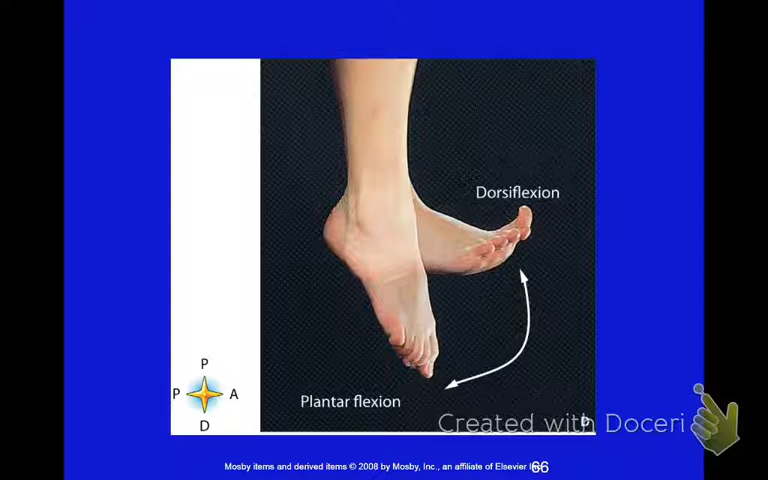 Dorsiflexion
P
P A
D
Plantar flexion
D
Created with Doceri
Mosby items and derived items © 2008 by Mosby, Inc., an affiliate of Elsevier
66